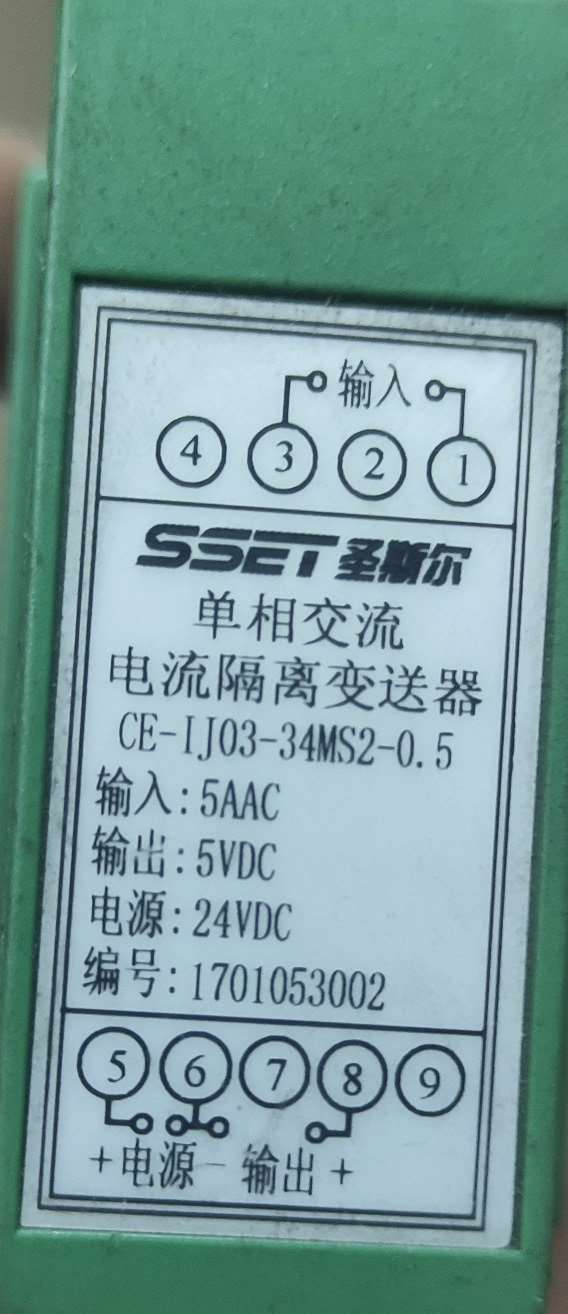 输入
4 3 2 1
SSET 圣斯尔
单相交流
电流隔离变送器
CE-IJ03-34MS2-0.5
输入:5AAC
输出:5VDC
电源:24VDC
编号:1701053002
5 6 7 8 9
+电源- 输出+